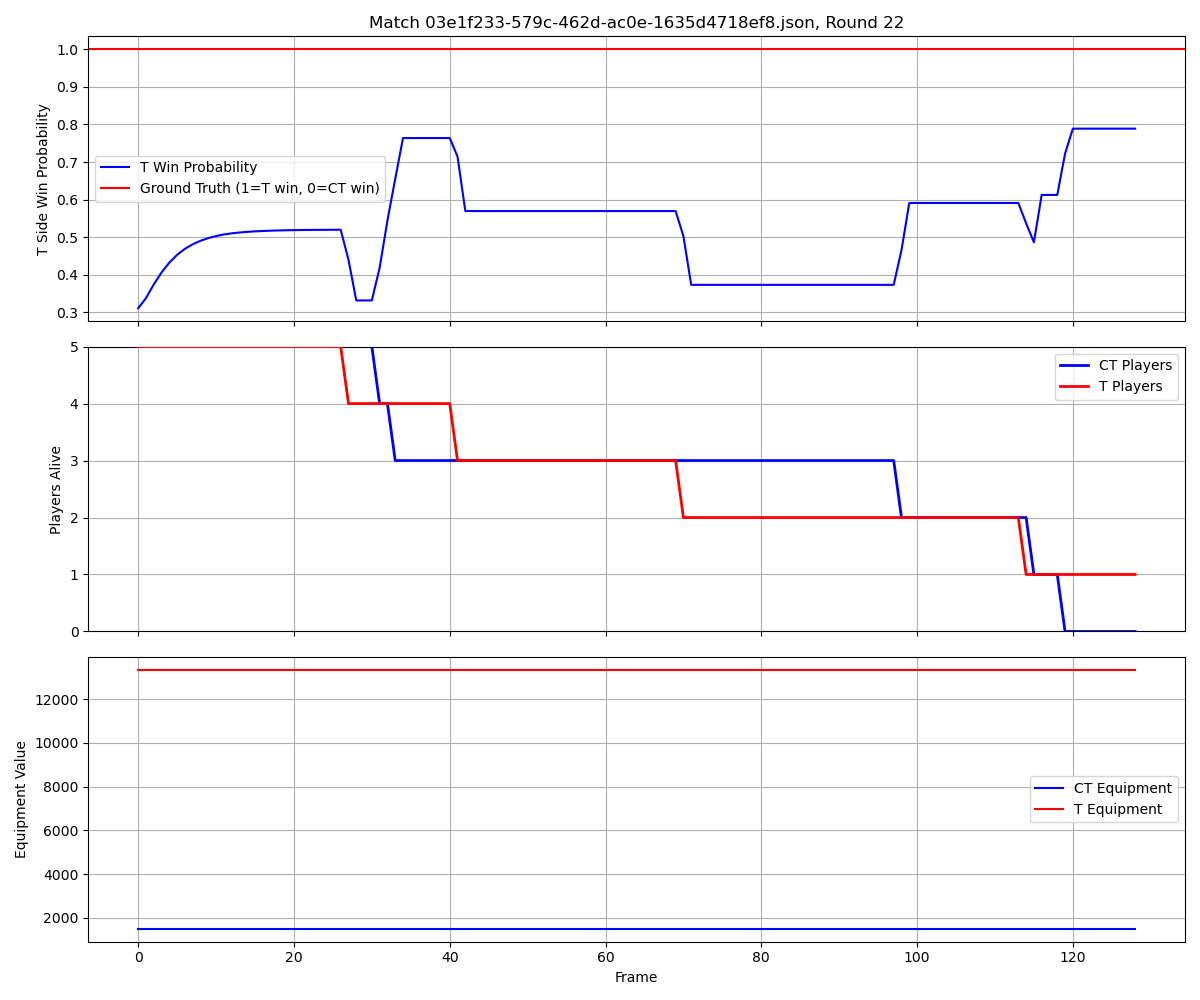 Match 03e1f233-579c-462d-ac0e-1635d4718ef8.json, Round 22
T Side Win Probability
1.0
0.9
0.8
0.7
0.6
0.5
0.4
0.3
T Win Probability
Ground Truth (1=T win, 0=CT win)
Players Alive
5
4
3
2
1
0
CT Players
T Players
Equipment Value
12000
10000
8000
6000
4000
2000
CT Equipment
T Equipment
0 20 40 60 80 100 120
Frame